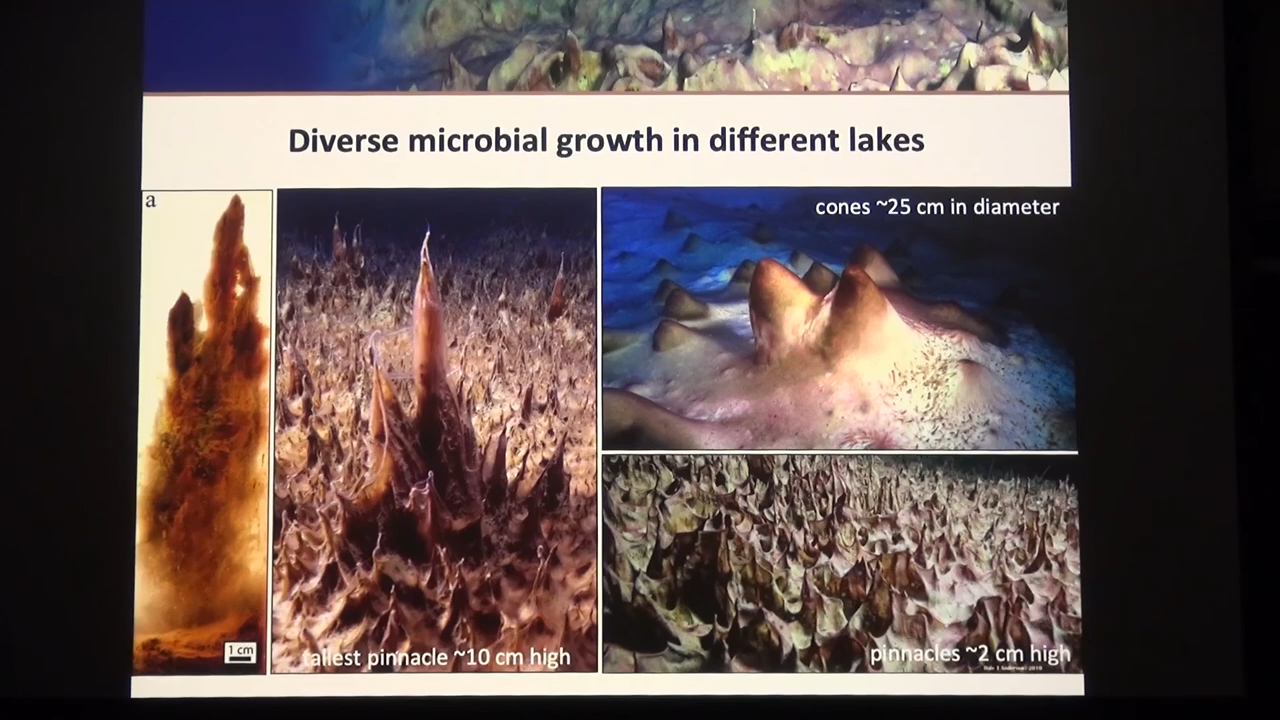 Diverse microbial growth in different lakes
a
cones ~25 cm in diameter
1 cm
tallest pinnacle ~10 cm high
pinnacles ~2 cm high